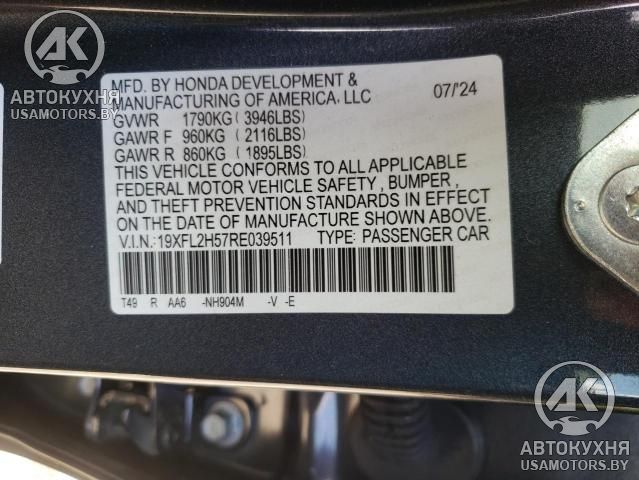 AK
АВТОКУХНЯ
USAMOTORS.BY
MFD. BY HONDA DEVELOPMENT &
MANUFACTURING OF AMERICA, LLC 07/'24
GVWR 1790KG ( 3946LBS)
GAWR F 960KG ( 2116LBS)
GAWR R 860KG ( 1895LBS)
THIS VEHICLE CONFORMS TO ALL APPLICABLE
FEDERAL MOTOR VEHICLE SAFETY , BUMPER ,
AND THEFT PREVENTION STANDARDS IN EFFECT
ON THE DATE OF MANUFACTURE SHOWN ABOVE.
V.I.N.:19XFL2H57RE039511 TYPE: PASSENGER CAR
T49 R AA6 -NH904M -V -E
AK
АВТОКУХНЯ
USAMOTORS.BY